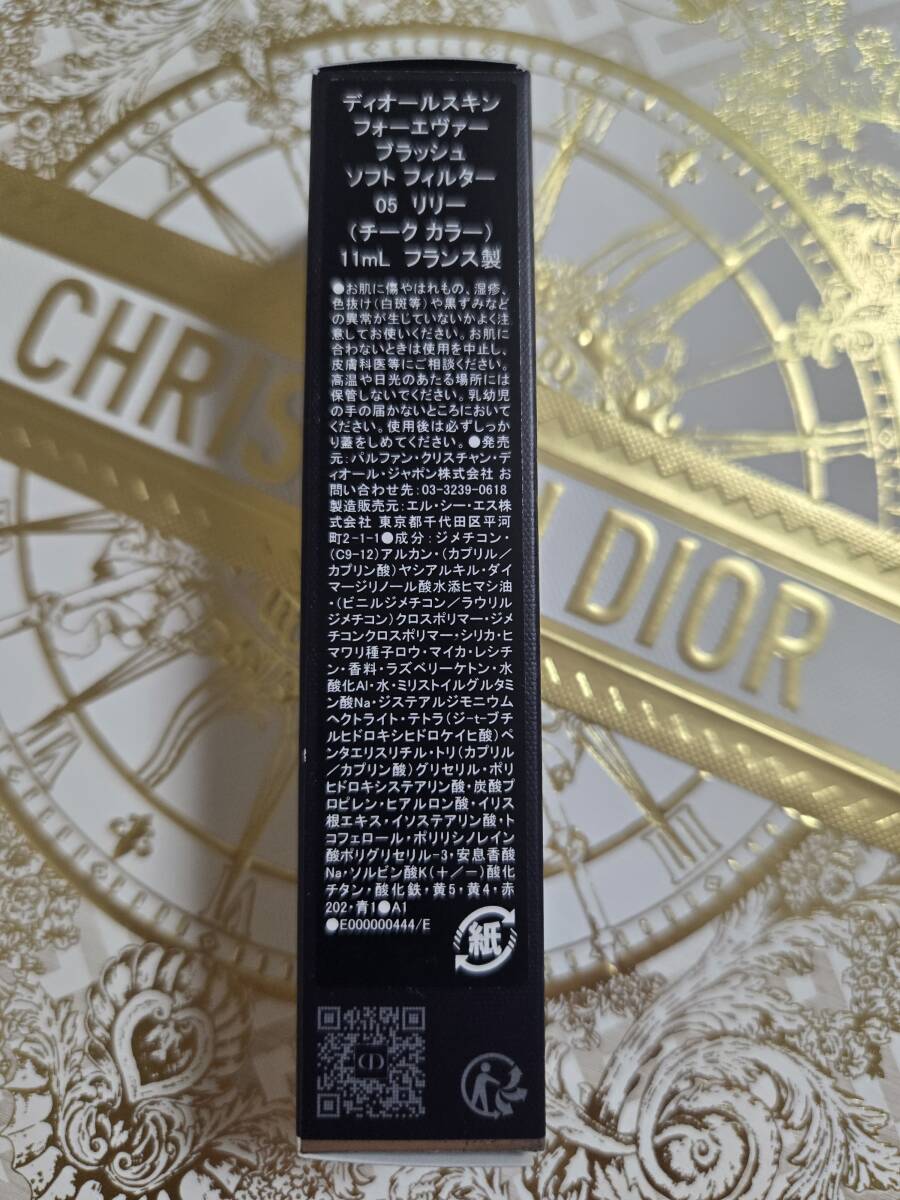 ディオールスキン
フォーエヴァー
ブラッシュ
ソフト フィルター
05 リリー
(チーク カラー)
11mL フランス製
●お肌に傷やはれもの、湿疹、
色抜け(白斑等)や黒ずみなど
の異常が生じていないかよく注
意してお使いください。お肌に
合わないときは使用を中止し、
皮膚科医等にご相談ください。
高温や日光のあたる場所には
保管しないでください。乳幼児
の手の届かないところにおいて
ください。使用後は必ずしっか
り蓋をしめてください。●発売
元:パルファン・クリスチャン・デ
ィオール・ジャポン株式会社 お
問い合わせ先:03-3239-0618
製造販売元:エル・シー・エス株
式会社 東京都千代田区平河
町2-1-1●成分:ジメチコン・
(C9-12)アルカン・(カプリル/
カプリン酸)ヤシアルキル・ダイ
マージリノール酸水添ヒマシ油
・(ビニルジメチコン/ラウリル
ジメチコン)クロスポリマー・ジメ
チコンクロスポリマー・シリカ・ヒ
マワリ種子ロウ・マイカ・レシチ
ン・香料・ラズベリーケトン・水
酸化Al・水・ミリストイルグルタミ
ン酸Na・ジステアルジモニウム
ヘクトライト・テトラ(ジ-t-ブチ
ルヒドロキシヒドロケイヒ酸)ペ
ンタエリスリチル・トリ(カプリル
/カプリン酸)グリセリル・ポリ
ヒドロキシステアリン酸・炭酸プ
ロピレン・ヒアルロン酸・イリス
根エキス・イソステアリン酸・ト
コフェロール・ポリリシノレイン
酸ポリグリセリル-3・安息香酸
Na・ソルビン酸K(+/-)酸化
チタン・酸化鉄・黄5・黄4・赤
202・青1●A1
●E000000444/E
紙
CHRIS
N DIOR